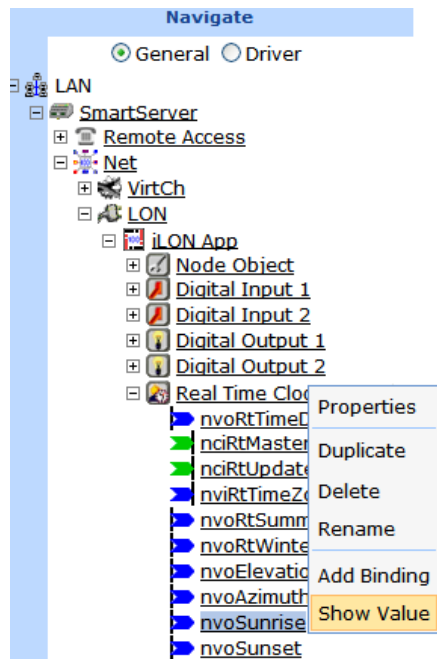 Navigate
General Driver
LAN
SmartServer
Remote Access
Net
VirtCh
LON
iLON App
Node Object
Digital Input 1
Digital Input 2
Digital Output 1
Digital Output 2
Real Time Cloc
nvoRtTimeD
nciRtMaster
nciRtUpdate
nviRtTimeZo
nvoRtSumm
nvoRtWinte
nvoElevatio
nvoAzimuth
nvoSunrise
nvoSunset
Properties
Duplicate
Delete
Rename
Add Binding
Show Value